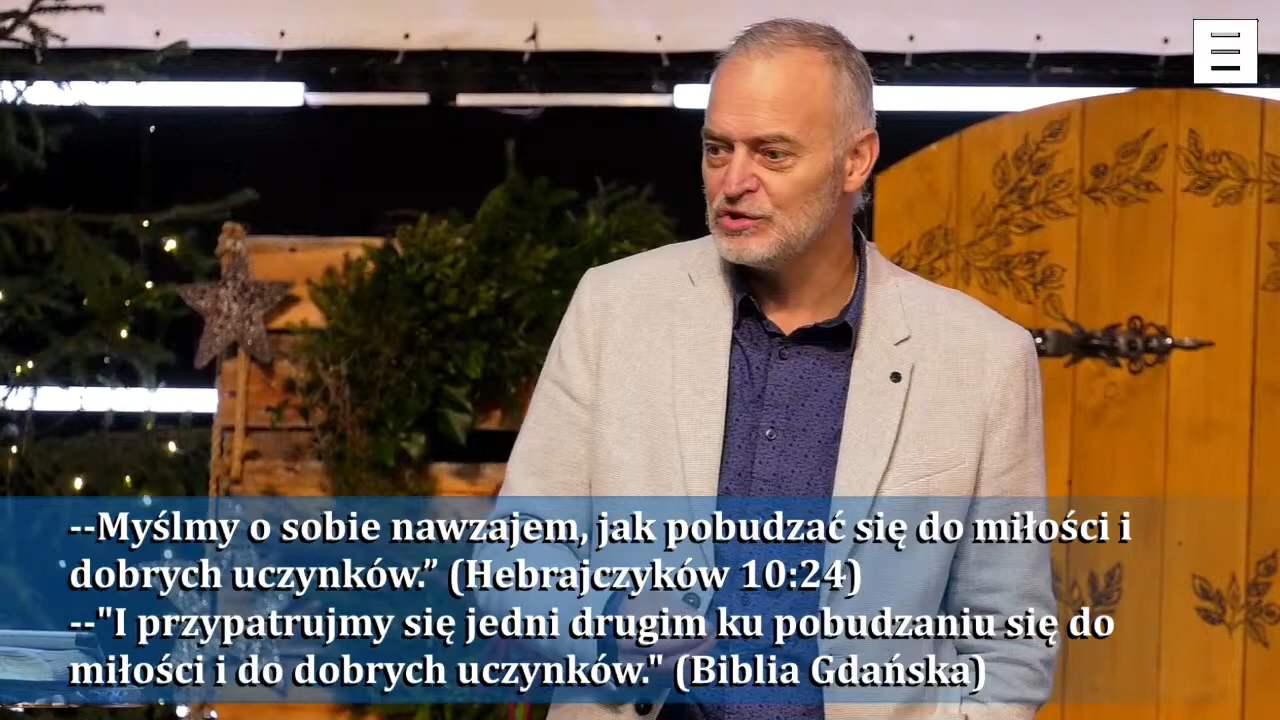 --Myślmy o sobie nawzajem, jak pobudzać się do miłości i
dobrych uczynków.” (Hebrajczyków 10:24)
--"I przypatrujmy się jedni drugim ku pobudzaniu się do
miłości i do dobrych uczynków." (Biblia Gdańska)